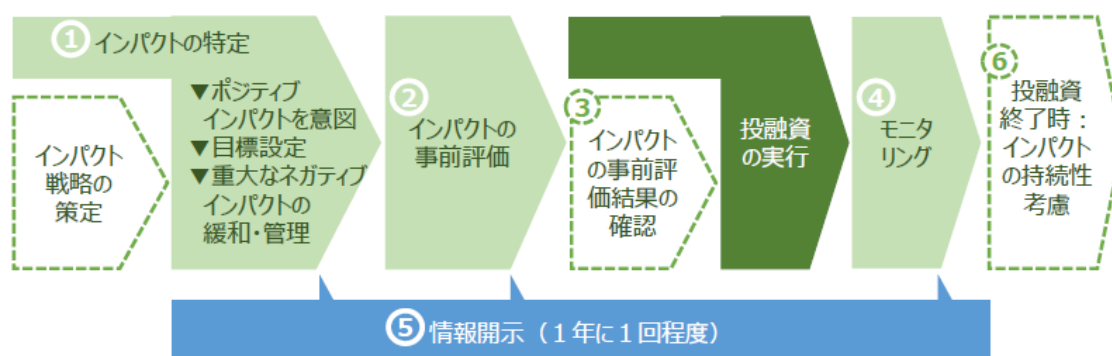 ① インパクトの特定
インパクト
戦略の
策定
▼ポジティブ
インパクトを意図
▼目標設定
▼重大なネガティブ
インパクトの
緩和・管理
②
インパクトの
事前評価
③
インパクト
の事前評
価結果の
確認
投融資
の実行
④
モニタ
リング
⑥
投融資
終了時：
インパクト
の持続性
考慮
⑤ 情報開示（１年に１回程度）